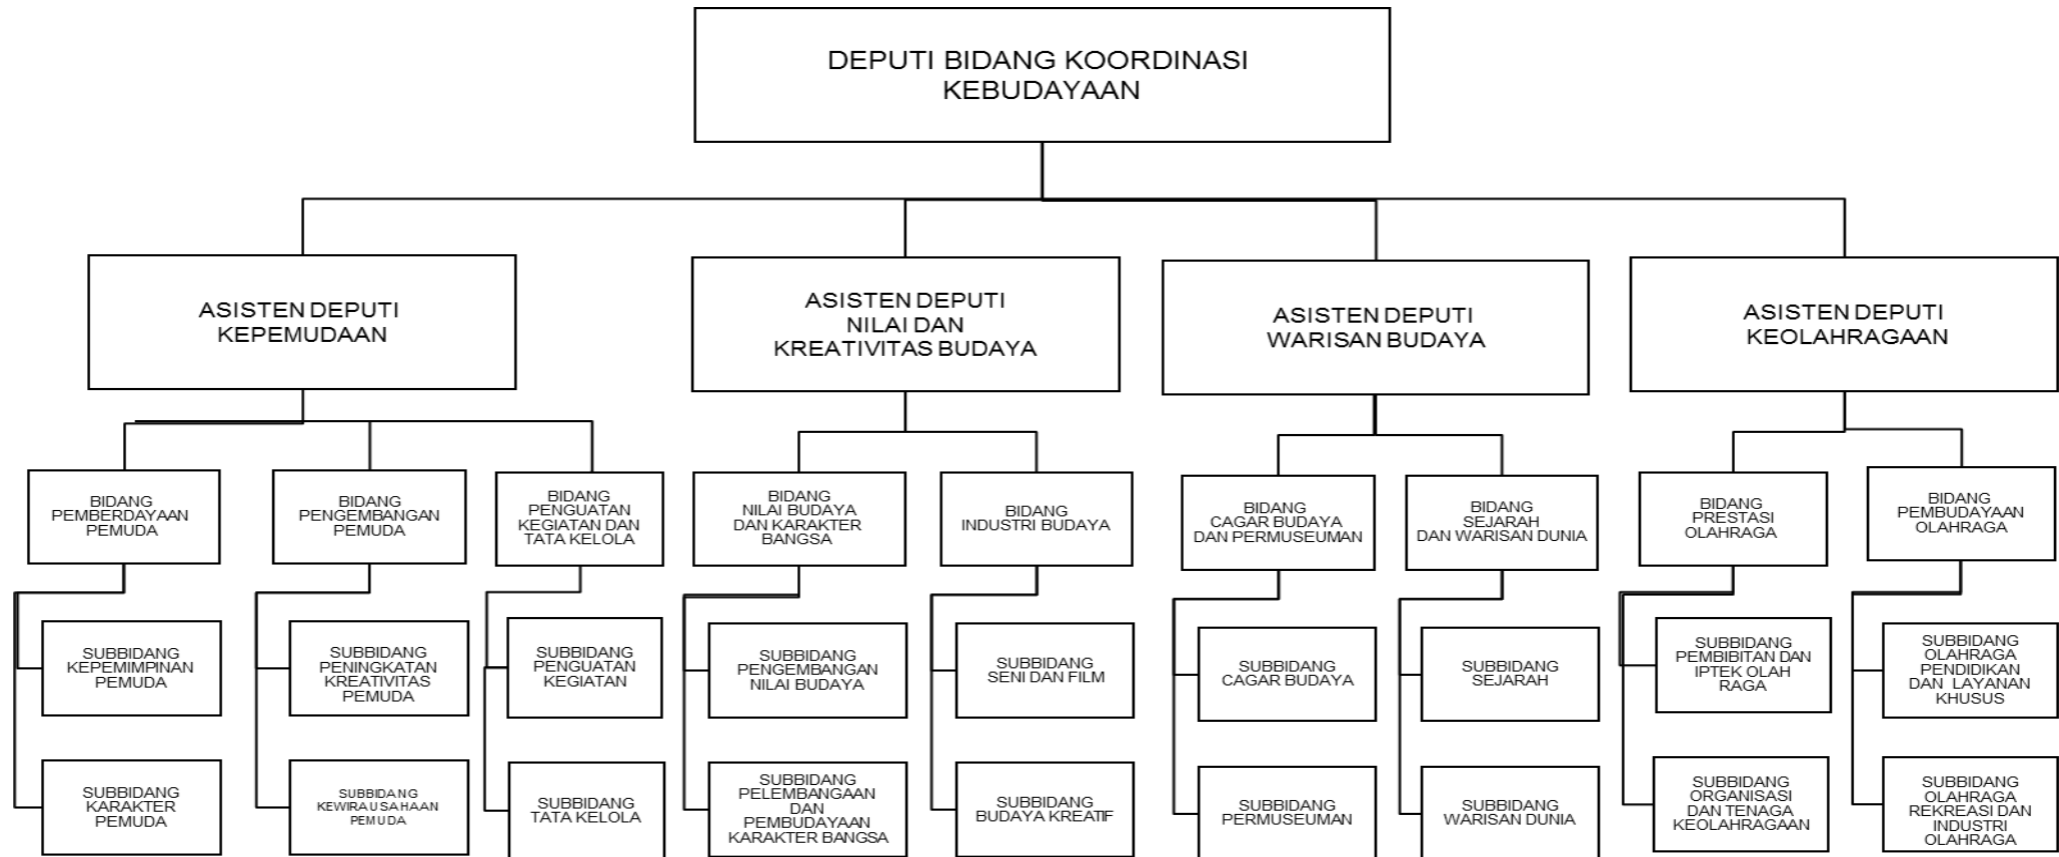 DEPUTI BIDANG KOORDINASI
KEBUDAYAAN
ASISTEN DEPUTI
KEPEMUDAAN
ASISTEN DEPUTI
NILAI DAN
KREATIVITAS BUDAYA
ASISTEN DEPUTI
WARISAN BUDAYA
ASISTEN DEPUTI
KEOLAHRAGAAN
BIDANG
PEMBERDAYAAN
PEMUDA
BIDANG
PENGEMBANGAN
PEMUDA
BIDANG
PENGUATAN
KEGIATAN DAN
TATA KELOLA
BIDANG
NILAI BUDAYA
DAN KARAKTER
BANGSA
BIDANG
INDUSTRI BUDAYA
BIDANG
CAGAR BUDAYA
DAN PERMUSEUMAN
BIDANG
SEJARAH
DAN WARISAN DUNIA
BIDANG
PRESTASI
OLAHRAGA
BIDANG
PEMBUDAYAAN
OLAHRAGA
SUBBIDANG
KEPEMIMPINAN
PEMUDA
SUBBIDANG
PENINGKATAN
KREATIVITAS
PEMUDA
SUBBIDANG
PENGUATAN
KEGIATAN
SUBBIDANG
PENGEMBANGAN
NILAI BUDAYA
SUBBIDANG
SENI DAN FILM
SUBBIDANG
CAGAR BUDAYA
SUBBIDANG
SEJARAH
SUBBIDANG
PEMBIBITAN DAN
IPTEK OLAH
RAGA
SUBBIDANG
OLAHRAGA
PENDIDIKAN
DAN LAYANAN
KHUSUS
SUBBIDANG
KARAKTER
PEMUDA
SUBBIDANG
KEWIRAUSAHAAN
PEMUDA
SUBBIDANG
TATA KELOLA
SUBBIDANG
PELEMBANGAAN
DAN
PEMBUDAYAAN
KARAKTER BANGSA
SUBBIDANG
BUDAYA KREATIF
SUBBIDANG
PERMUSEUMAN
SUBBIDANG
WARISAN DUNIA
SUBBIDANG
ORGANISASI
DAN TENAGA
KEOLAHRAGAAN
SUBBIDANG
OLAHRAGA
REKREASI DAN
INDUSTRI
OLAHRAGA